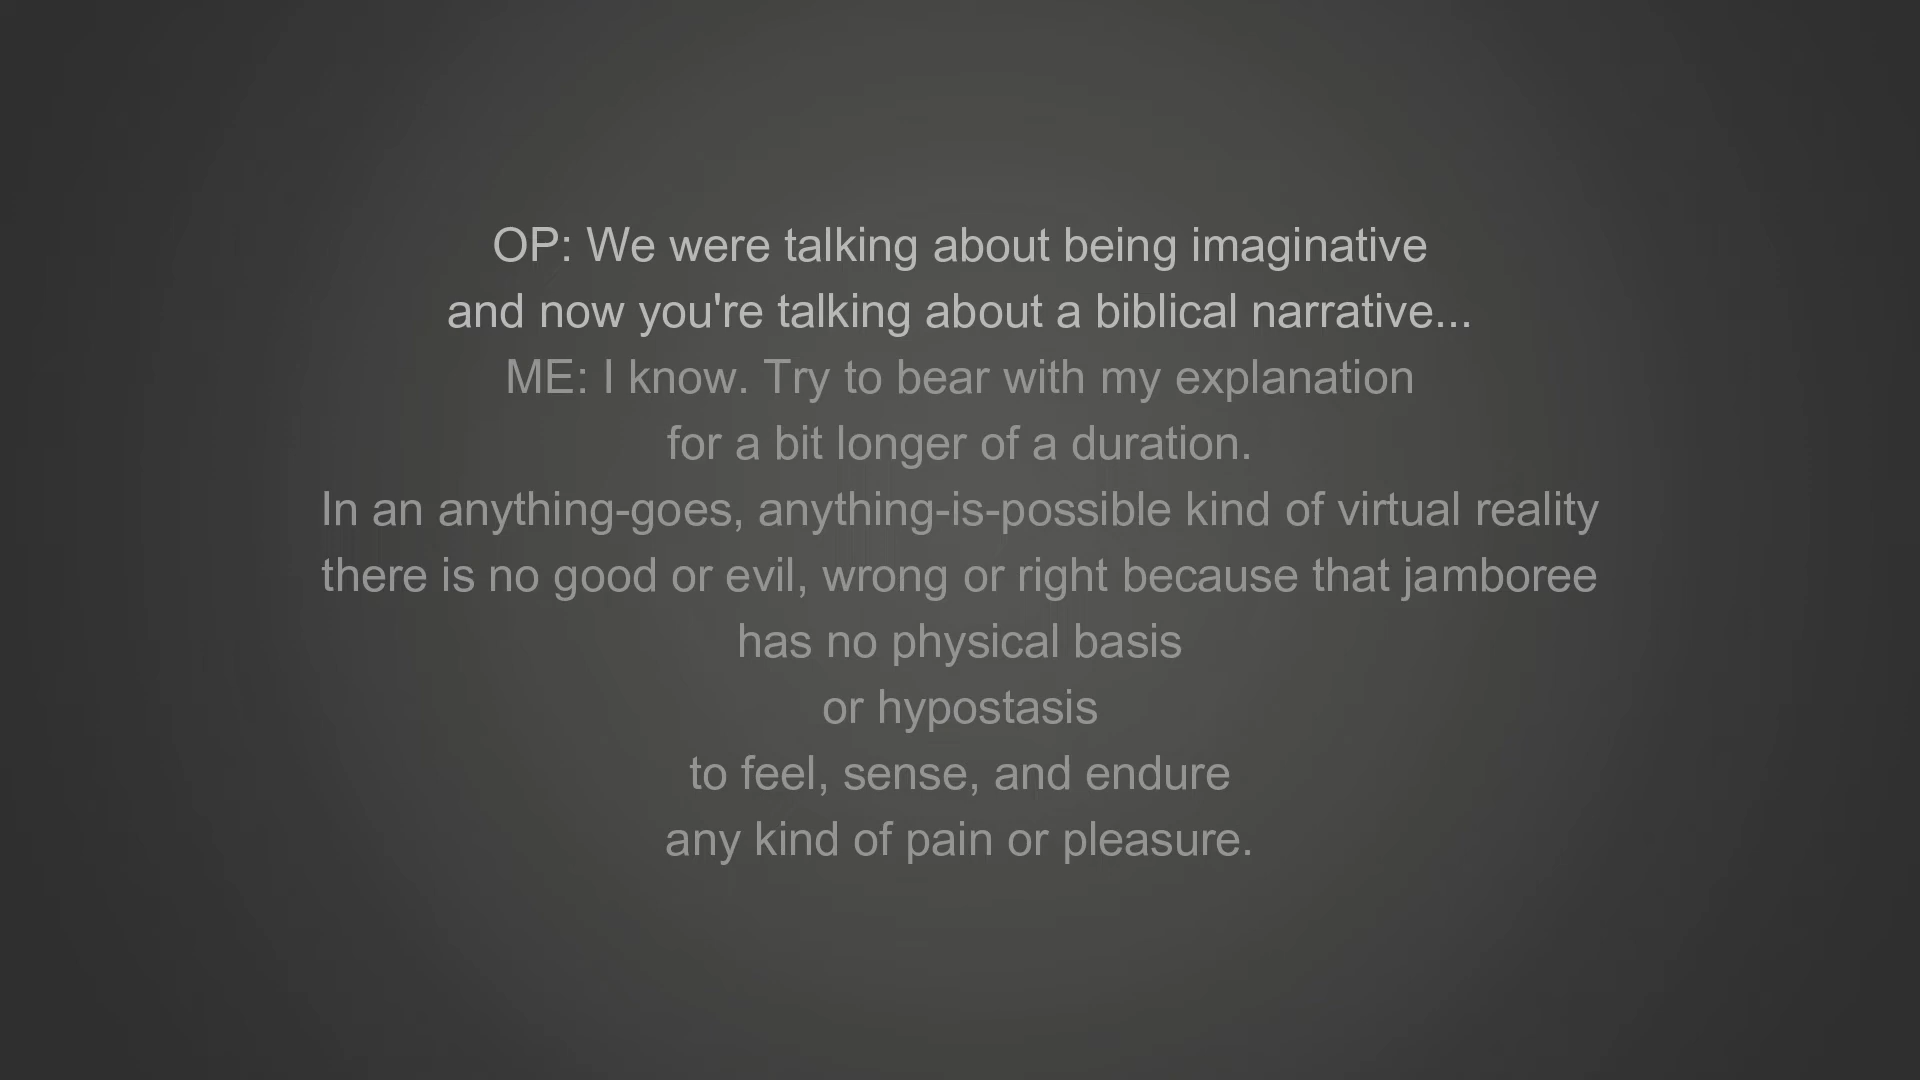 OP: We were talking about being imaginative
and now you're talking about a biblical narrative...
ME: I know. Try to bear with my explanation
for a bit longer of a duration.
In an anything-goes, anything-is-possible kind of virtual reality
there is no good or evil, wrong or right because that jamboree
has no physical basis
or hypostasis
to feel, sense, and endure
any kind of pain or pleasure.